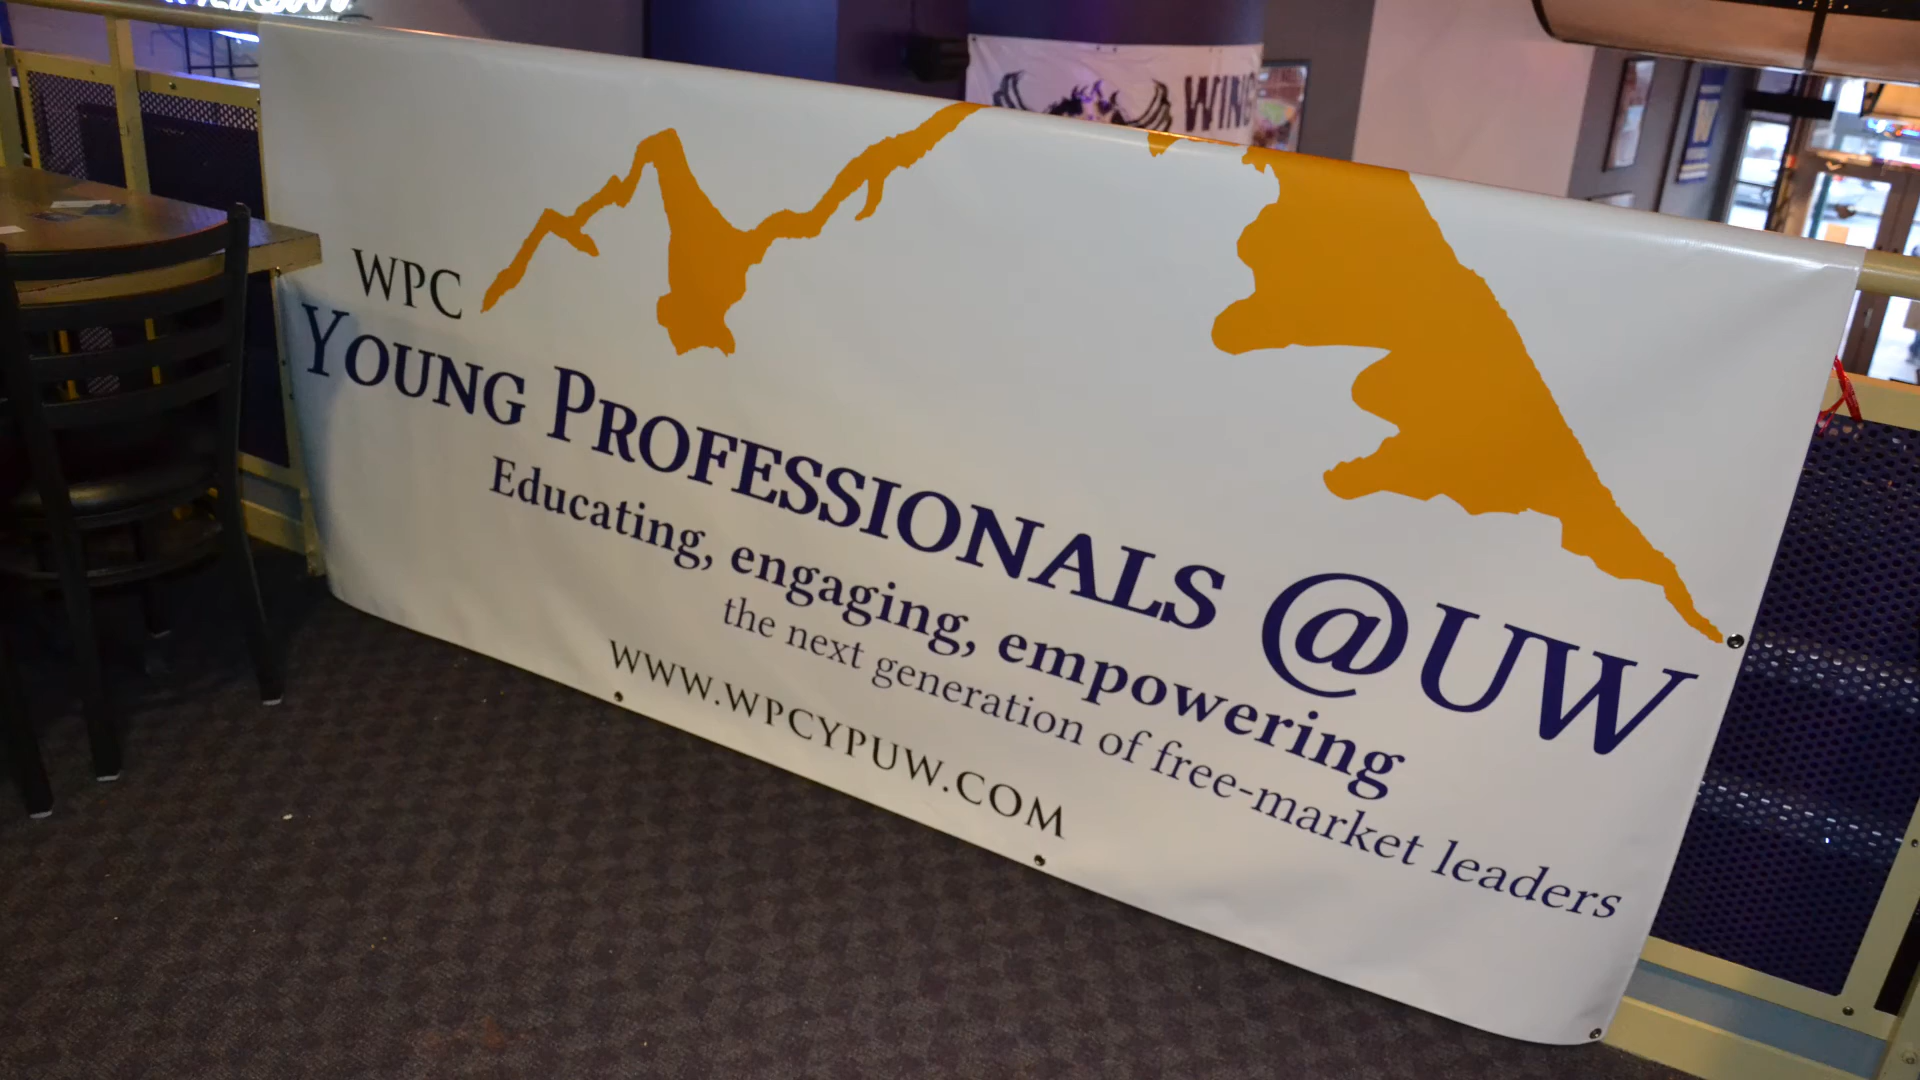 WING
WPC
YOUNG PROFESSIONALS @UW
Educating, engaging, empowering
the next generation of free-market leaders
WWW.WPCYPUW.COM